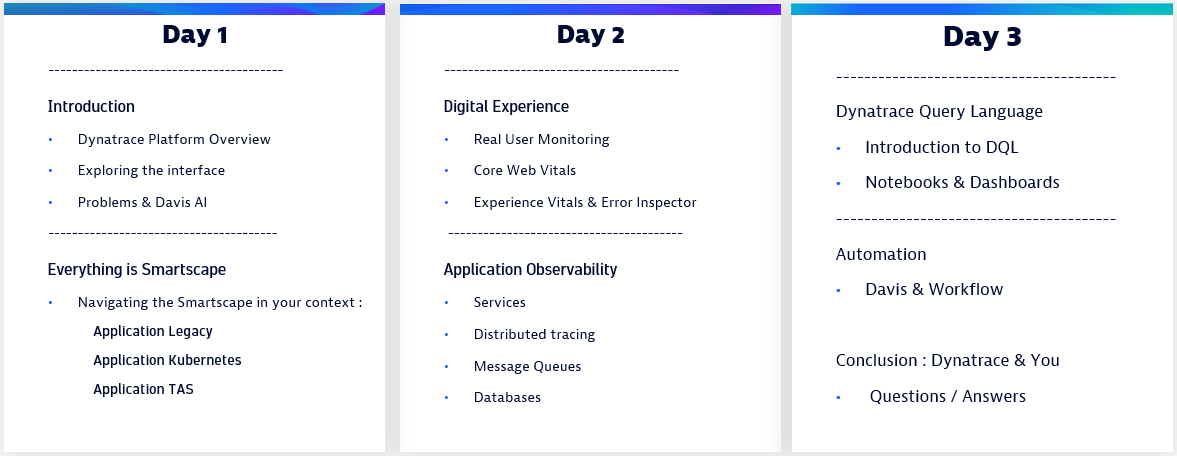 Day 1
----------------------------------------
Introduction
• Dynatrace Platform Overview
• Exploring the interface
• Problems & Davis AI
---------------------------------------
Everything is Smartscape
• Navigating the Smartscape in your context :
Application Legacy
Application Kubernetes
Application TAS
Day 2
----------------------------------------
Digital Experience
• Real User Monitoring
• Core Web Vitals
• Experience Vitals & Error Inspector
----------------------------------------
Application Observability
• Services
• Distributed tracing
• Message Queues
• Databases
Day 3
----------------------------------------
Dynatrace Query Language
• Introduction to DQL
• Notebooks & Dashboards
----------------------------------------
Automation
• Davis & Workflow
Conclusion : Dynatrace & You
• Questions / Answers